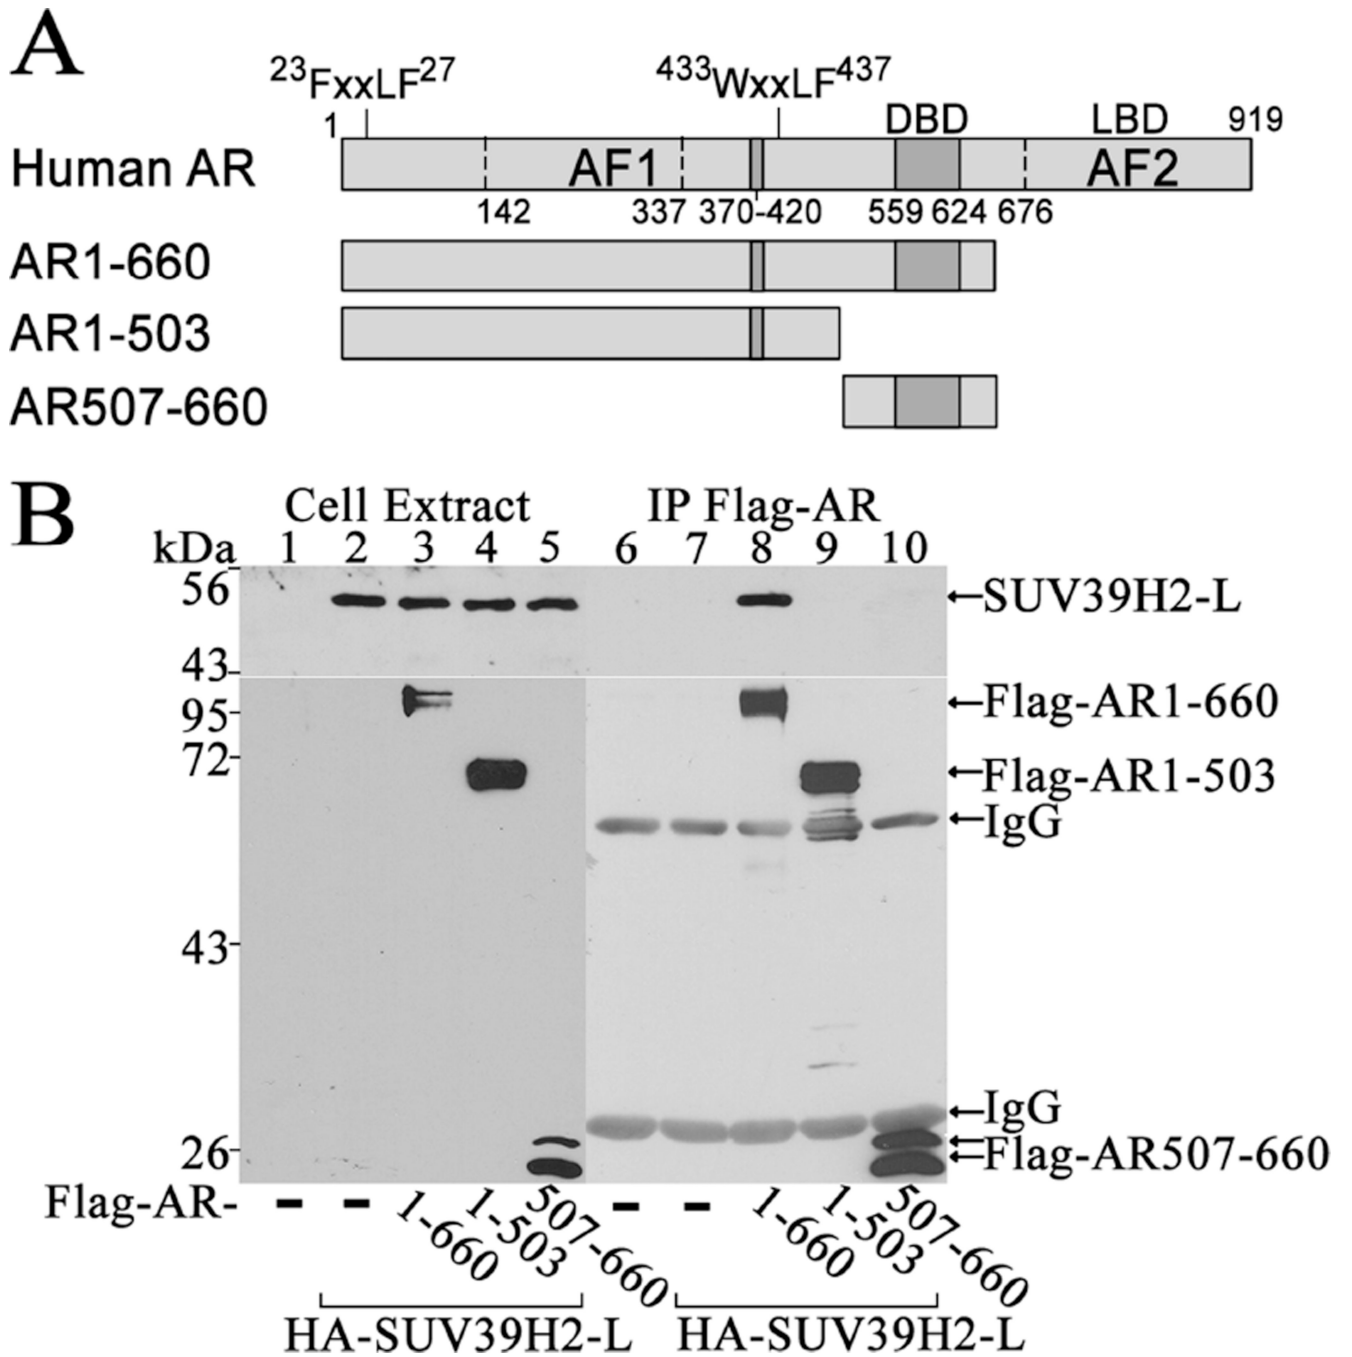 A
23FxxLF27 433WxxLF437
1 DBD LBD 919
Human AR AF1 AF2
142 337 370-420 559 624 676
AR1-660
AR1-503
AR507-660
B
Cell Extract IP Flag-AR
kDa 1 2 3 4 5 6 7 8 9 10
56 SUV39H2-L
43
95 Flag-AR1-660
72 Flag-AR1-503
IgG
43
IgG
26 Flag-AR507-660
Flag-AR- - - 1-660 1-503 507-660 - - 1-660 1-503 507-660
HA-SUV39H2-L HA-SUV39H2-L